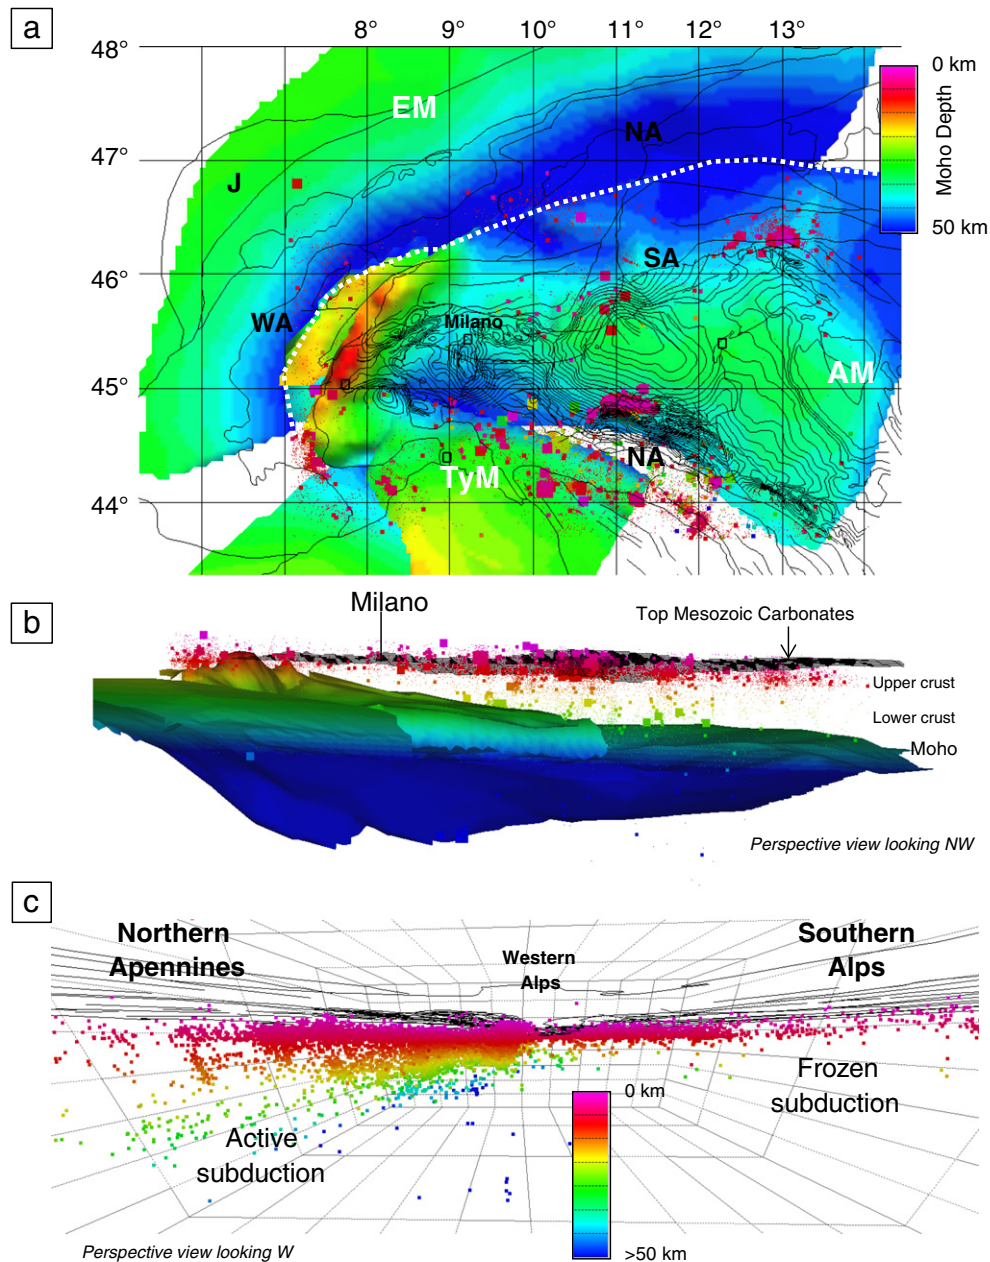 a
8° 9° 10° 11° 12° 13°
48°
0 km
EM
NA
47°
Moho Depth
J
50 km
SA
46°
WA
Milano
AM
45°
NA
TyM
44°
b
Milano
Top Mesozoic Carbonates
Upper crust
Lower crust
Moho
Perspective view looking NW
c
Northern
Apennines
Western
Alps
Southern
Alps
Frozen
subduction
0 km
Active
subduction
>50 km
Perspective view looking W